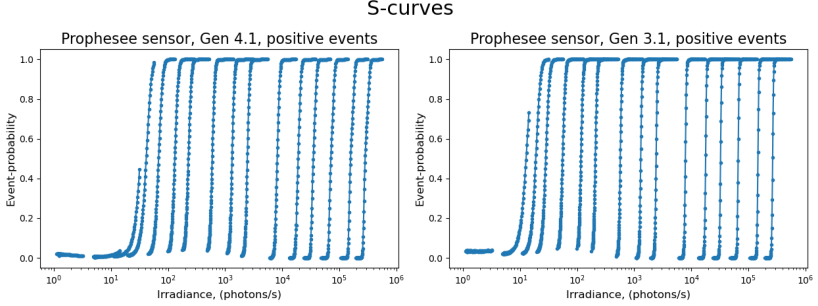 S-curves
Prophesee sensor, Gen 4.1, positive events
Prophesee sensor, Gen 3.1, positive events
Event-probability
1.0
0.8
0.6
0.4
0.2
0.0
10⁰ 10¹ 10² 10³ 10⁴ 10⁵ 10⁶
Irradiance, (photons/s)
Event-probability
1.0
0.8
0.6
0.4
0.2
0.0
10⁰ 10¹ 10² 10³ 10⁴ 10⁵ 10⁶
Irradiance, (photons/s)